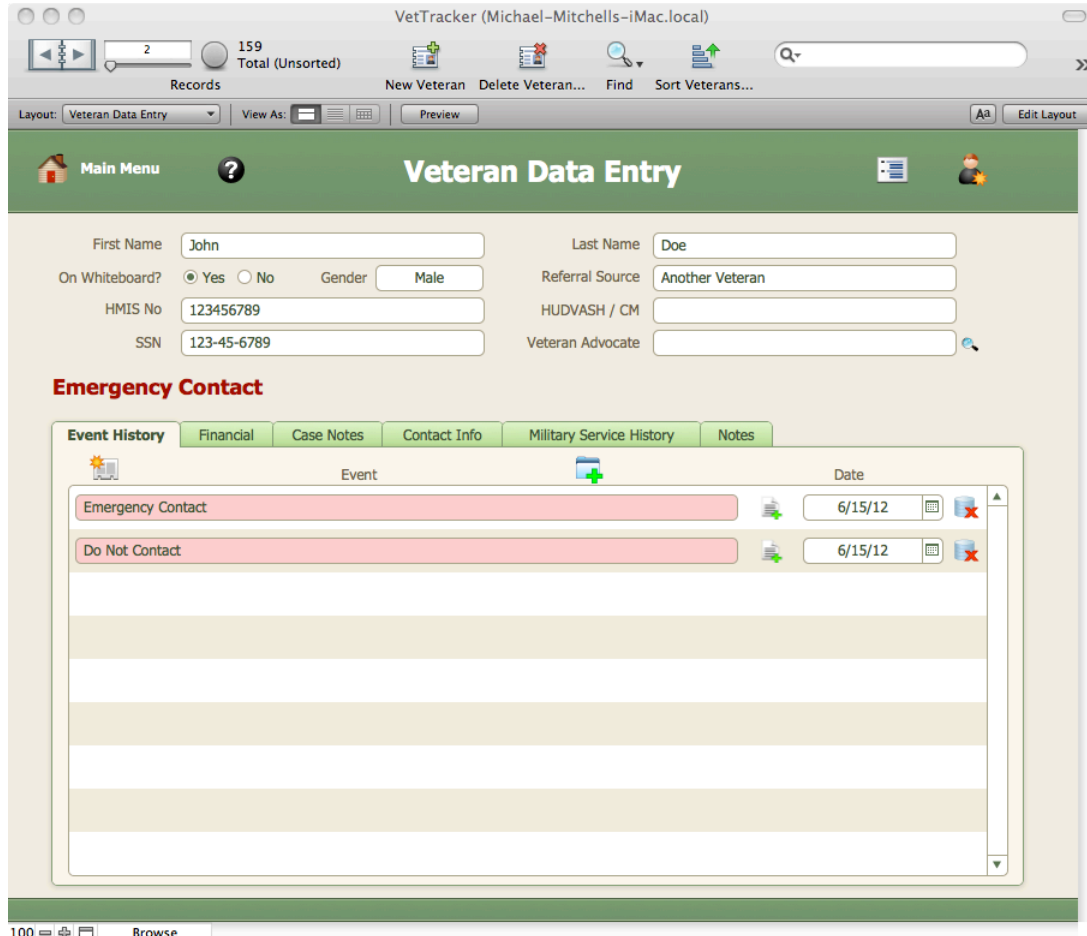 VetTracker (Michael-Mitchells-iMac.local)
2
159
Total (Unsorted)
Records
New Veteran Delete Veteran... Find Sort Veterans...
Layout: Veteran Data Entry View As: Preview Aa Edit Layout
Main Menu ? Veteran Data Entry
First Name John Last Name Doe
On Whiteboard? Yes No Gender Male Referral Source Another Veteran
HMIS No 123456789 HUDVASH / CM
SSN 123-45-6789 Veteran Advocate
Emergency Contact
Event History Financial Case Notes Contact Info Military Service History Notes
Event Date
Emergency Contact 6/15/12
Do Not Contact 6/15/12
100 Browse